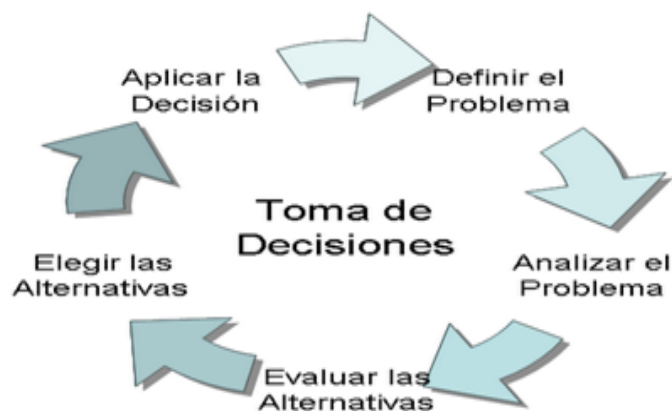 Aplicar la
Decisión
Definir el
Problema
Toma de
Decisiones
Elegir las
Alternativas
Analizar el
Problema
Evaluar las
Alternativas